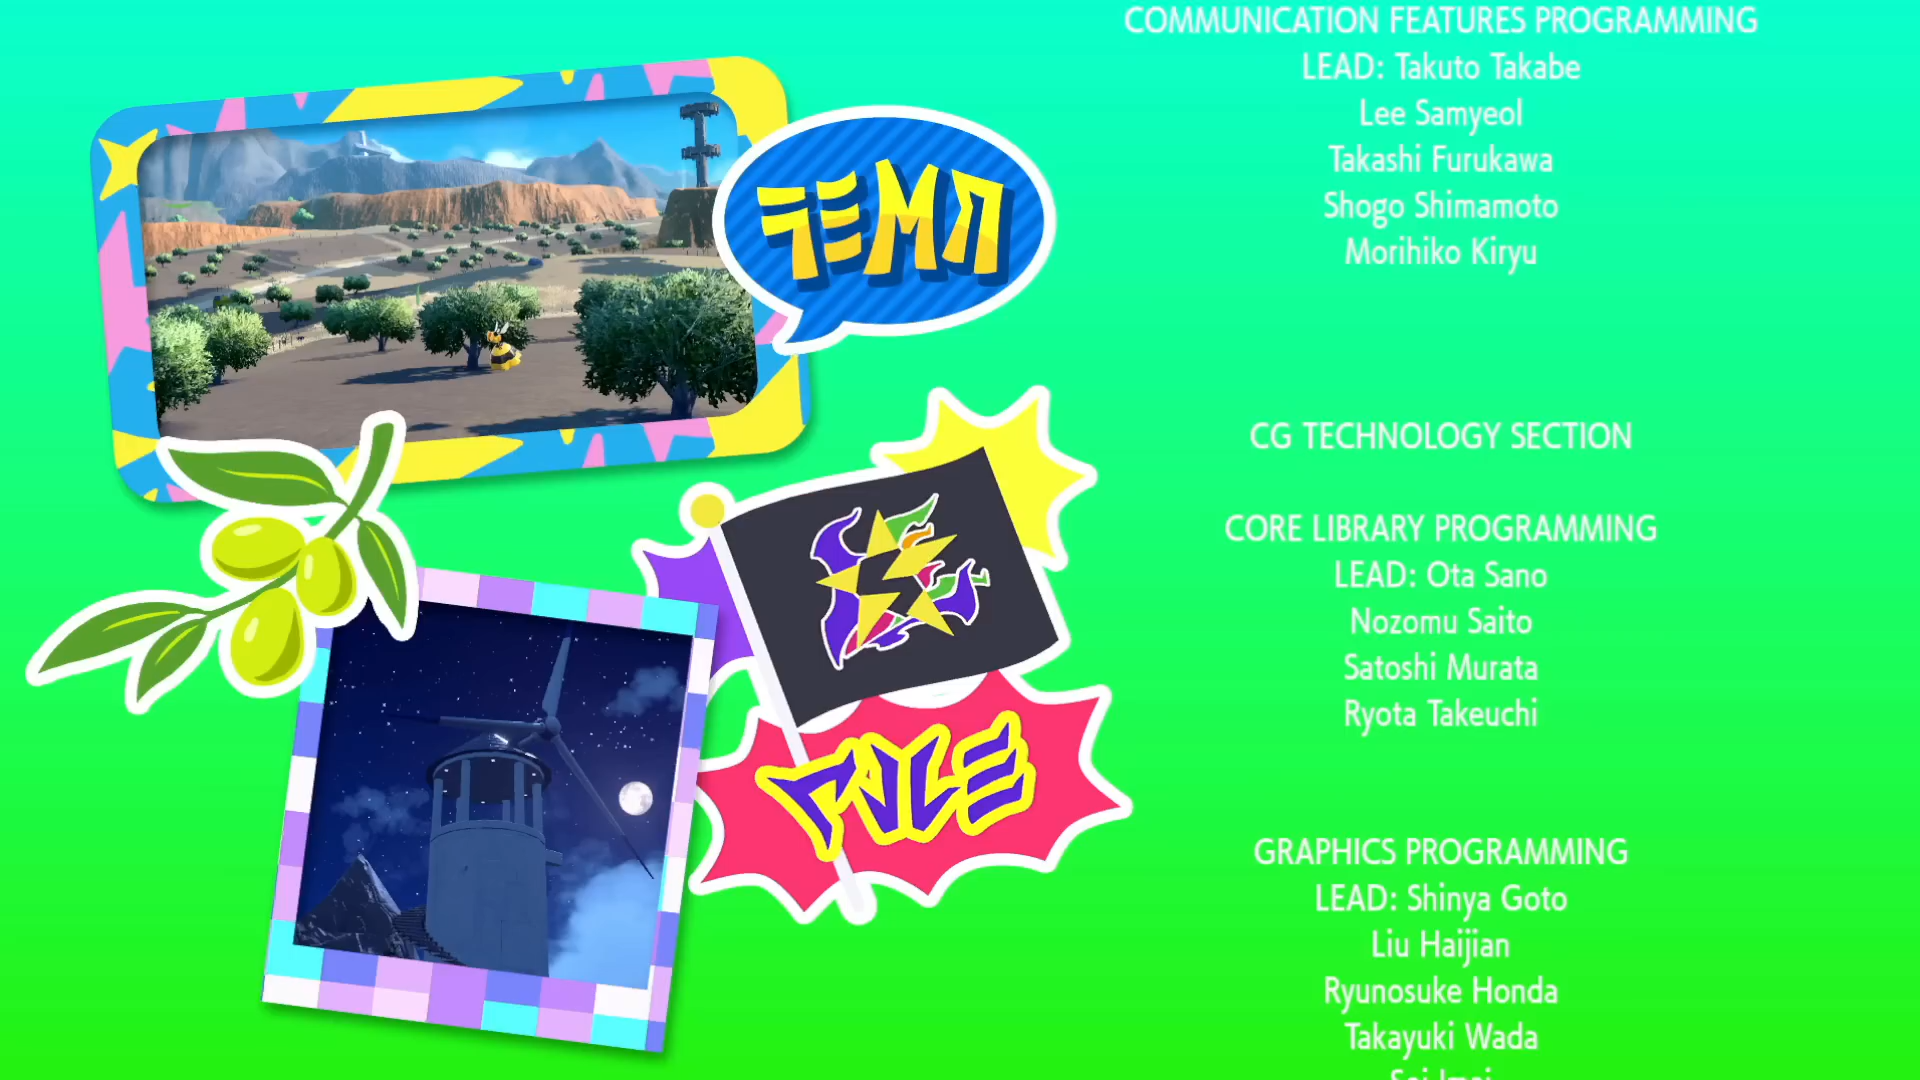 COMMUNICATION FEATURES PROGRAMMING
LEAD: Takuto Takabe
Lee Samyeol
Takashi Furukawa
Shogo Shimamoto
Morihiko Kiryu
CG TECHNOLOGY SECTION
CORE LIBRARY PROGRAMMING
LEAD: Ota Sano
Nozomu Saito
Satoshi Murata
Ryota Takeuchi
GRAPHICS PROGRAMMING
LEAD: Shinya Goto
Liu Haijian
Ryunosuke Honda
Takayuki Wada